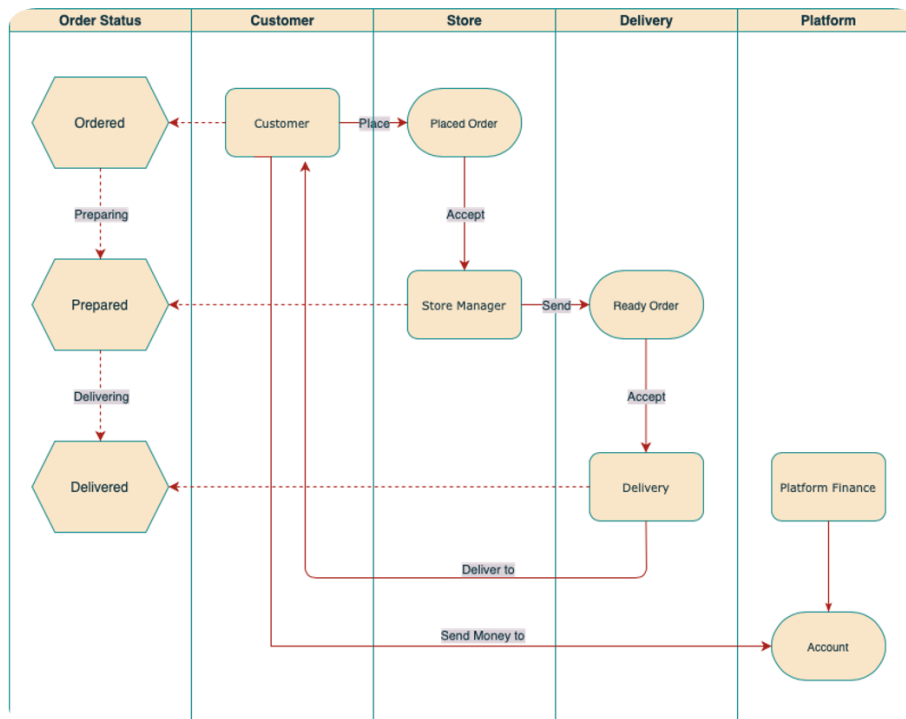 Order Status
Customer
Store
Delivery
Platform
Ordered
Customer
Place
Placed Order
Preparing
Accept
Prepared
Store Manager
Send
Ready Order
Delivering
Accept
Delivered
Delivery
Platform Finance
Deliver to
Send Money to
Account